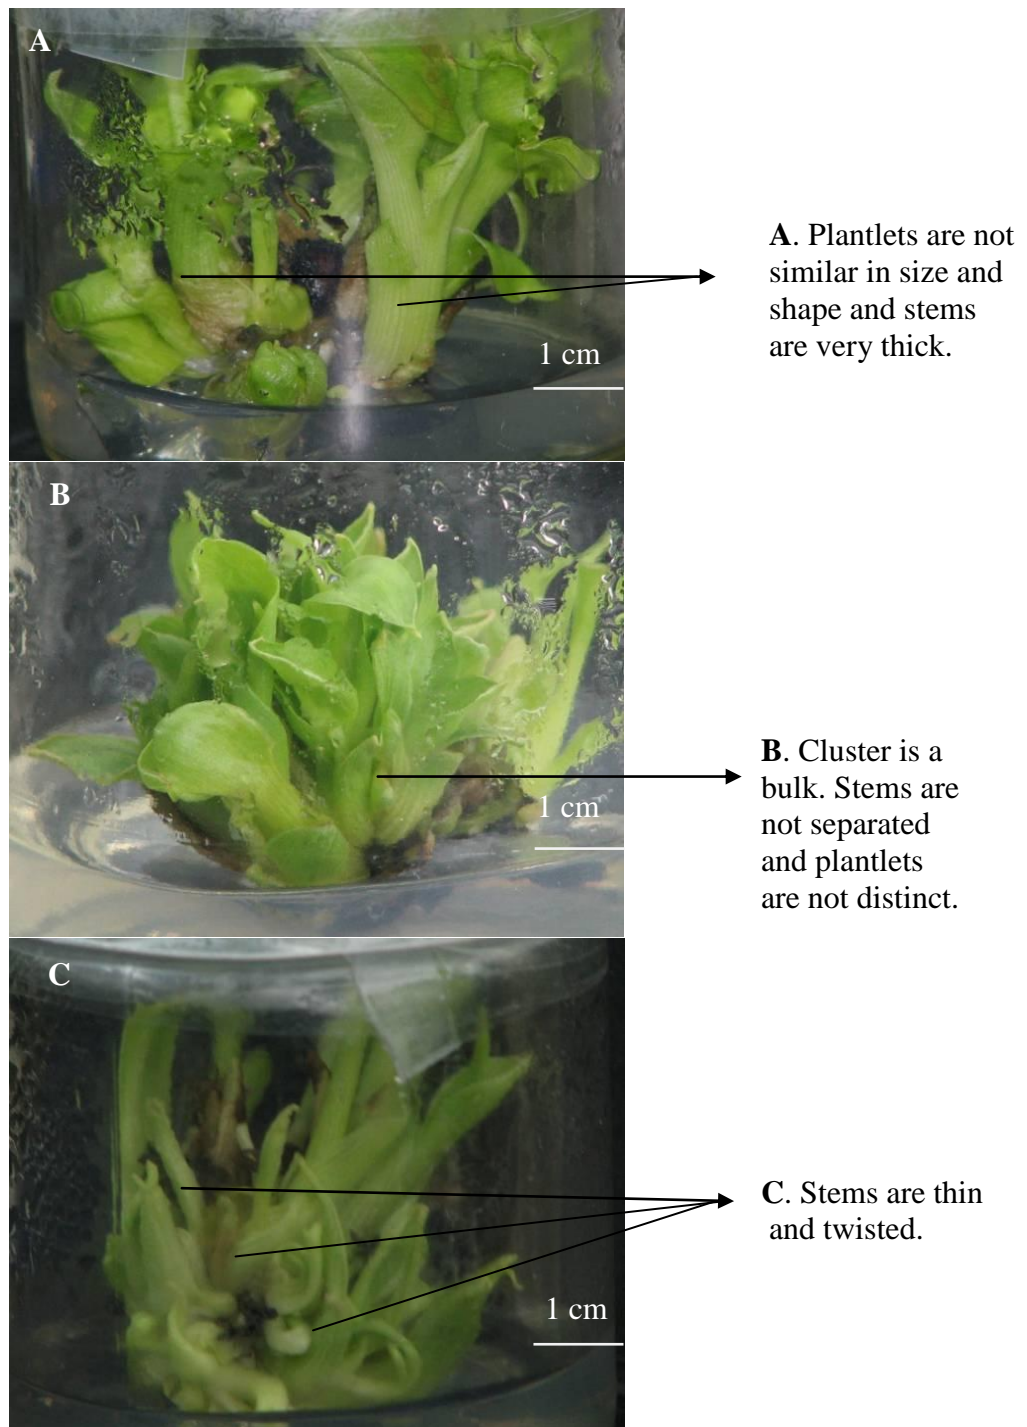 A
A. Plantlets are not
similar in size and
shape and stems
are very thick.
1 cm
B
B. Cluster is a
bulk. Stems are
not separated
and plantlets
are not distinct.
1 cm
C
C. Stems are thin
and twisted.
1 cm